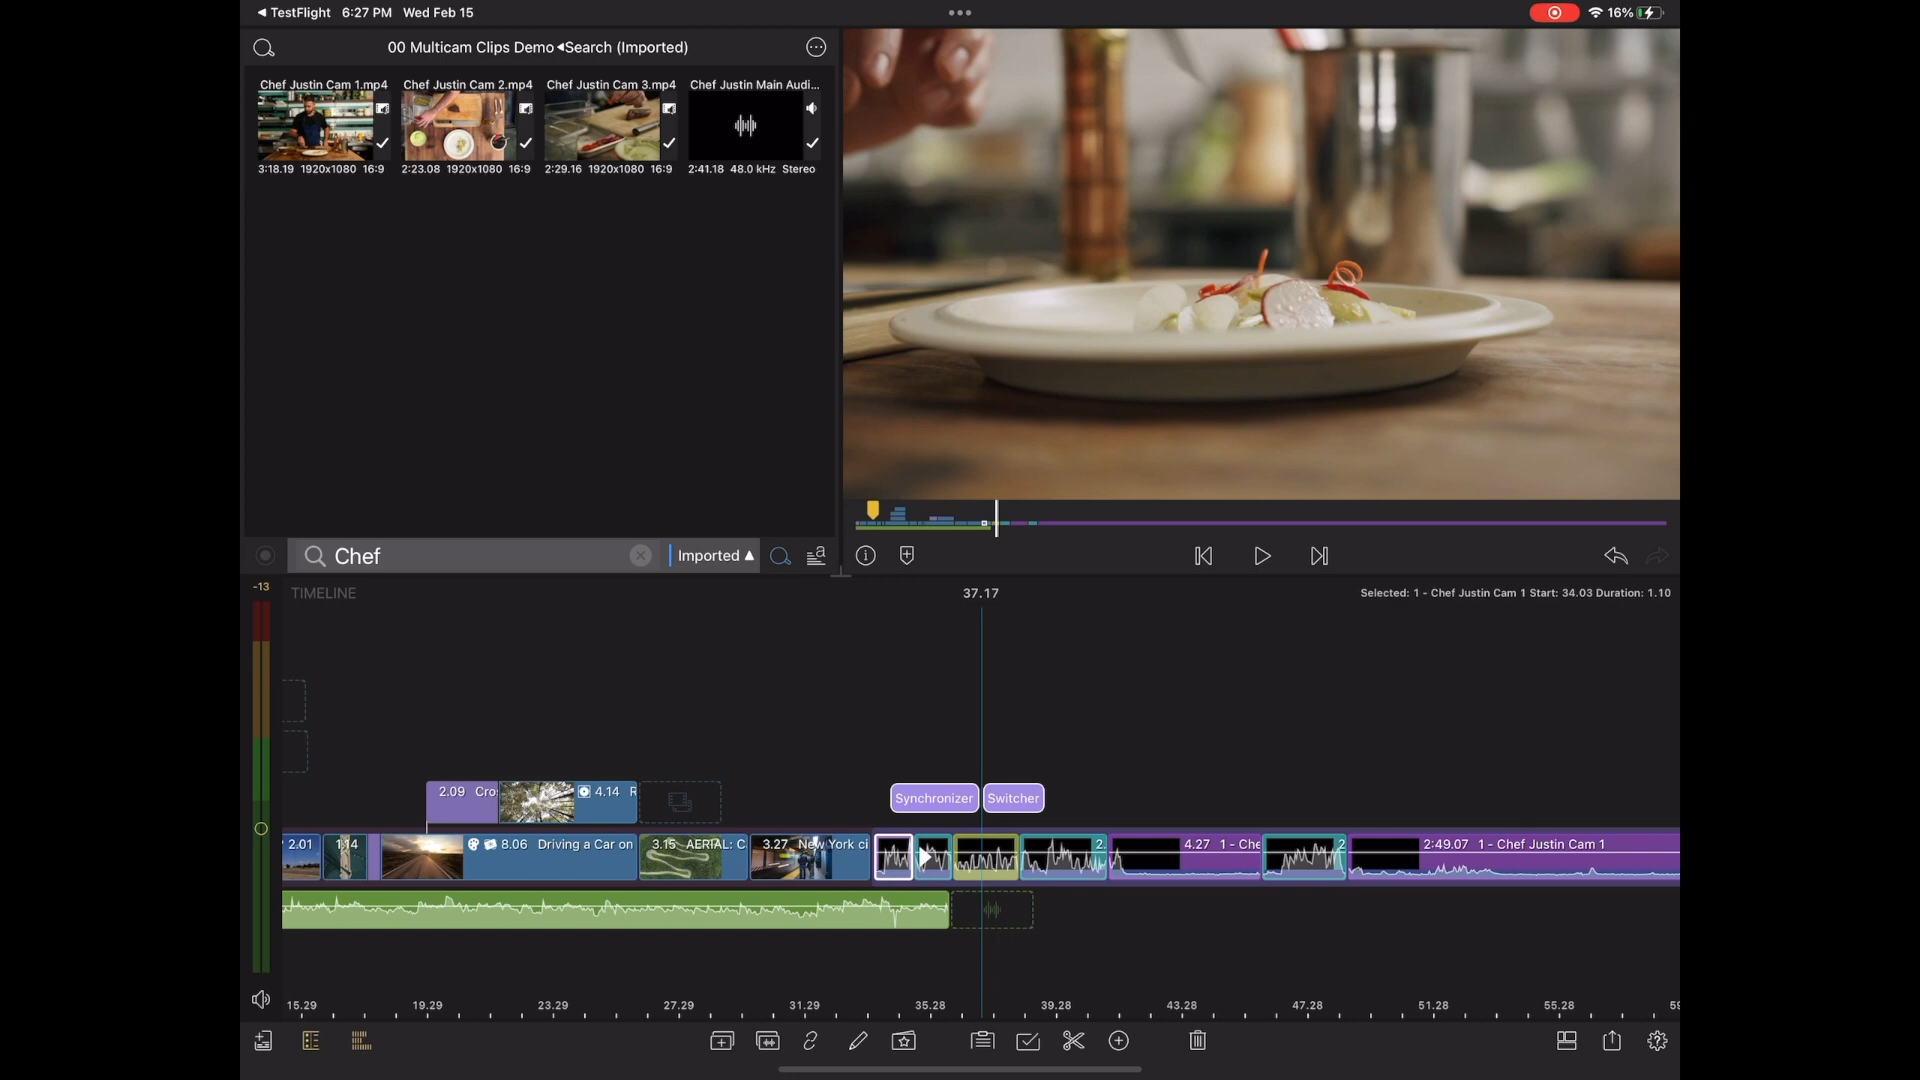 TestFlight 6:27 PM Wed Feb 15
16%
00 Multicam Clips Demo ◂Search (Imported)
Chef Justin Cam 1.mp4 Chef Justin Cam 2.mp4 Chef Justin Cam 3.mp4 Chef Justin Main Audi...
3:18.19 1920x1080 16:9 2:23.08 1920x1080 16:9 2:29.16 1920x1080 16:9 2:41.18 48.0 kHz Stereo
Chef Imported
-13
TIMELINE
37.17
Selected: 1 - Chef Justin Cam 1 Start: 34.03 Duration: 1.10
2.09 Cro 4.14 R
Synchronizer Switcher
2.01 1.14 8.06 Driving a Car on 3.15 AERIAL: C 3.27 New York ci 2. 4.27 1 - Che 2 2:49.07 1 - Chef Justin Cam 1
15.29 19.29 23.29 27.29 31.29 35.28 39.28 43.28 47.28 51.28 55.28 59